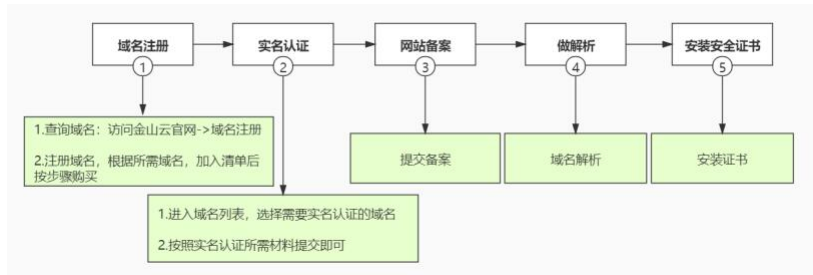 域名注册
实名认证
网站备案
做解析
安装安全证书
1
2
3
4
5
1.查询域名：访问金山云官网->域名注册
2.注册域名，根据所需域名，加入清单后
按步骤购买
提交备案
域名解析
安装证书
1.进入域名列表，选择需要实名认证的域名
2.按照实名认证所需材料提交即可